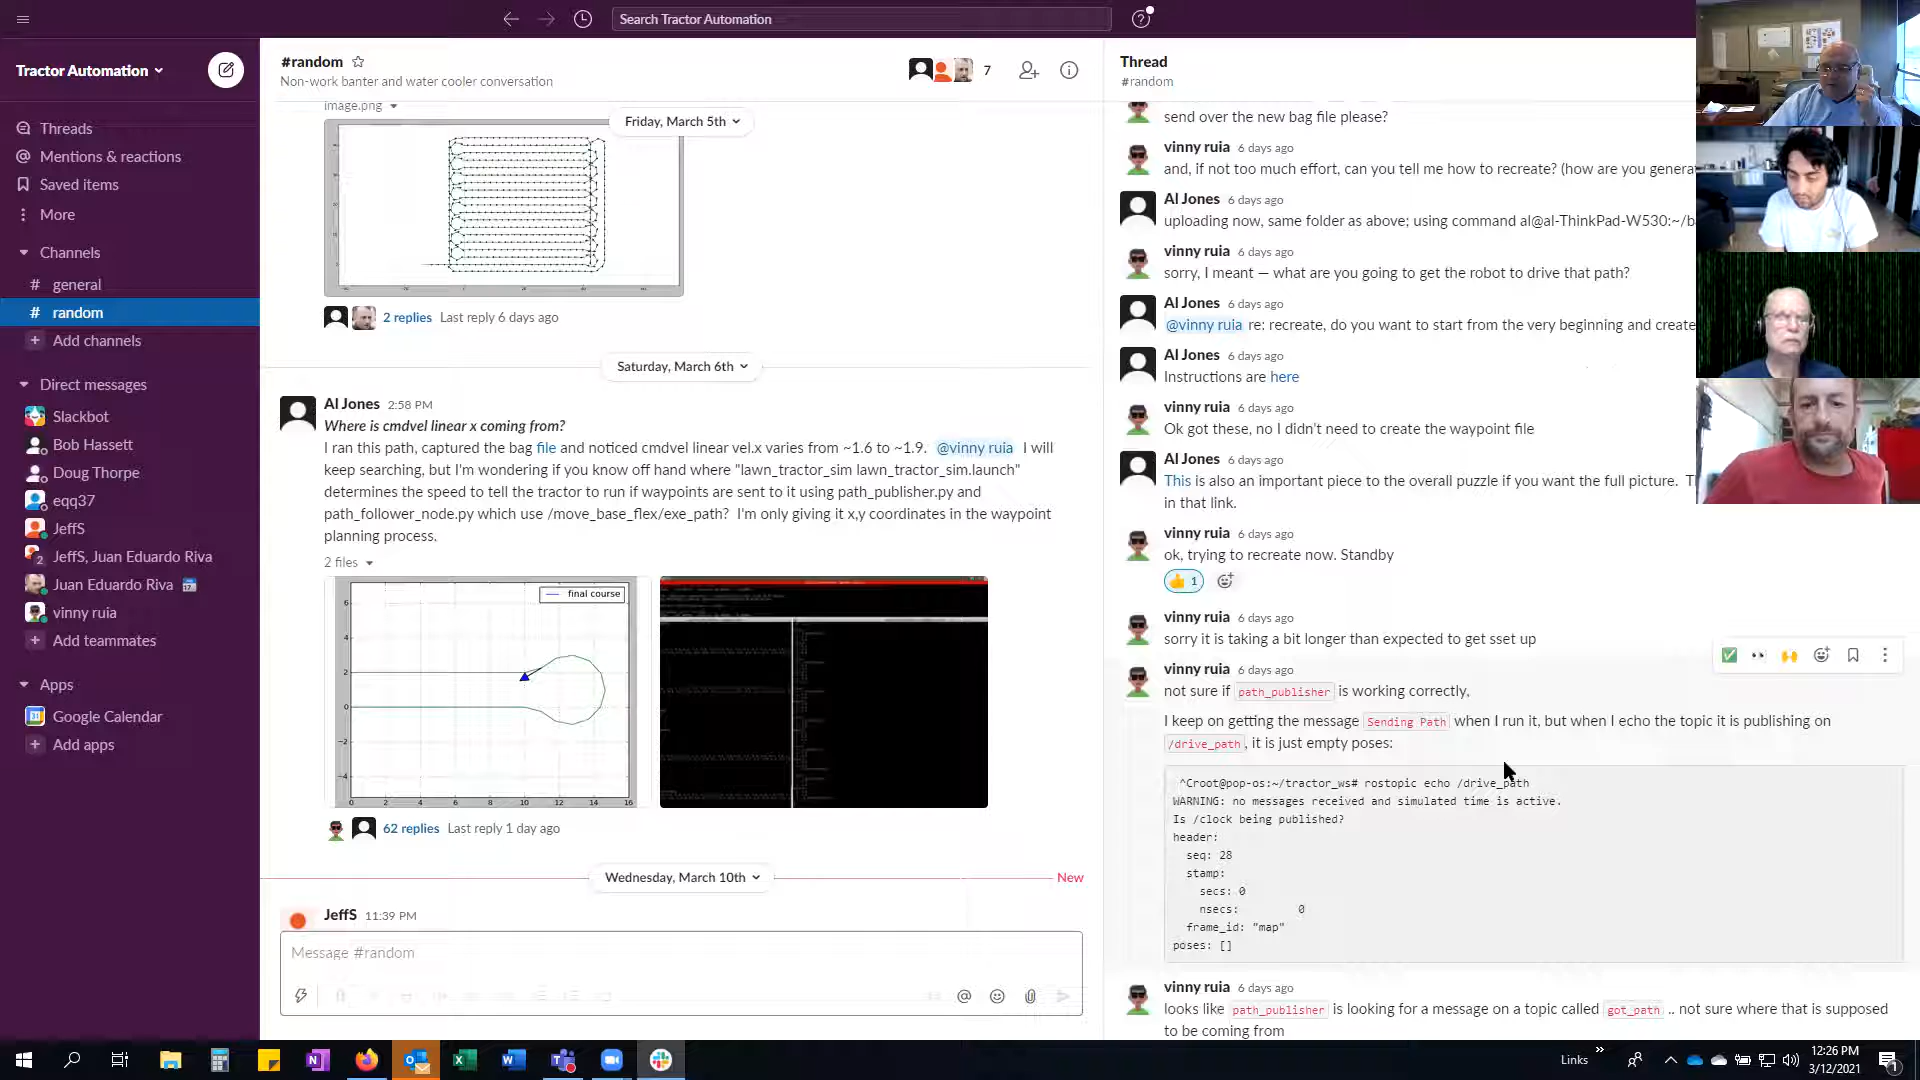 Search Tractor Automation
Tractor Automation
Threads
Mentions & reactions
Saved items
More
Channels
# general
# random
+ Add channels
Direct messages
Slackbot
Bob Hassett
Doug Thorpe
eqq37
JeffS
2 JeffS, Juan Eduardo Riva
Juan Eduardo Riva
vinny ruia
+ Add teammates
Apps
Google Calendar
+ Add apps
#random
7
Non-work banter and water cooler conversation
image.png
Friday, March 5th
2 replies Last reply 6 days ago
Saturday, March 6th
Al Jones 2:58 PM
Where is cmdvel linear x coming from?
I ran this path, captured the bag file and noticed cmdvel linear vel.x varies from ~1.6 to ~1.9. @vinny ruia I will
keep searching, but I'm wondering if you know off hand where "lawn_tractor_sim lawn_tractor_sim.launch"
determines the speed to tell the tractor to run if waypoints are sent to it using path_publisher.py and
path_follower_node.py which use /move_base_flex/exe_path? I'm only giving it x,y coordinates in the waypoint
planning process.
2 files
final course
6
4
2
0
−2
−4
0 2 4 6 8 10 12 14 16
62 replies Last reply 1 day ago
Wednesday, March 10th
New
JeffS 11:39 PM
Message #random
Thread
#random
send over the new bag file please?
vinny ruia 6 days ago
and, if not too much effort, can you tell me how to recreate? (how are you genera
Al Jones 6 days ago
uploading now, same folder as above; using command al@al-ThinkPad-W530:~/b
vinny ruia 6 days ago
sorry, I meant — what are you going to get the robot to drive that path?
Al Jones 6 days ago
@vinny ruia re: recreate, do you want to start from the very beginning and create
Al Jones 6 days ago
Instructions are here
vinny ruia 6 days ago
Ok got these, no I didn't need to create the waypoint file
Al Jones 6 days ago
This is also an important piece to the overall puzzle if you want the full picture. T
in that link.
vinny ruia 6 days ago
ok, trying to recreate now. Standby
1
vinny ruia 6 days ago
sorry it is taking a bit longer than expected to get sset up
vinny ruia 6 days ago
not sure if path_publisher is working correctly,
I keep on getting the message Sending Path when I run it, but when I echo the topic it is publishing on
/drive_path, it is just empty poses:
^Croot@pop-os:~/tractor_ws# rostopic echo /drive_path
WARNING: no messages received and simulated time is active.
Is /clock being published?
header:
seq: 28
stamp:
secs: 0
nsecs: 0
frame_id: "map"
poses: []
vinny ruia 6 days ago
looks like path_publisher is looking for a message on a topic called got_path .. not sure where that is supposed
to be coming from
Links
12:26 PM
3/12/2021
1